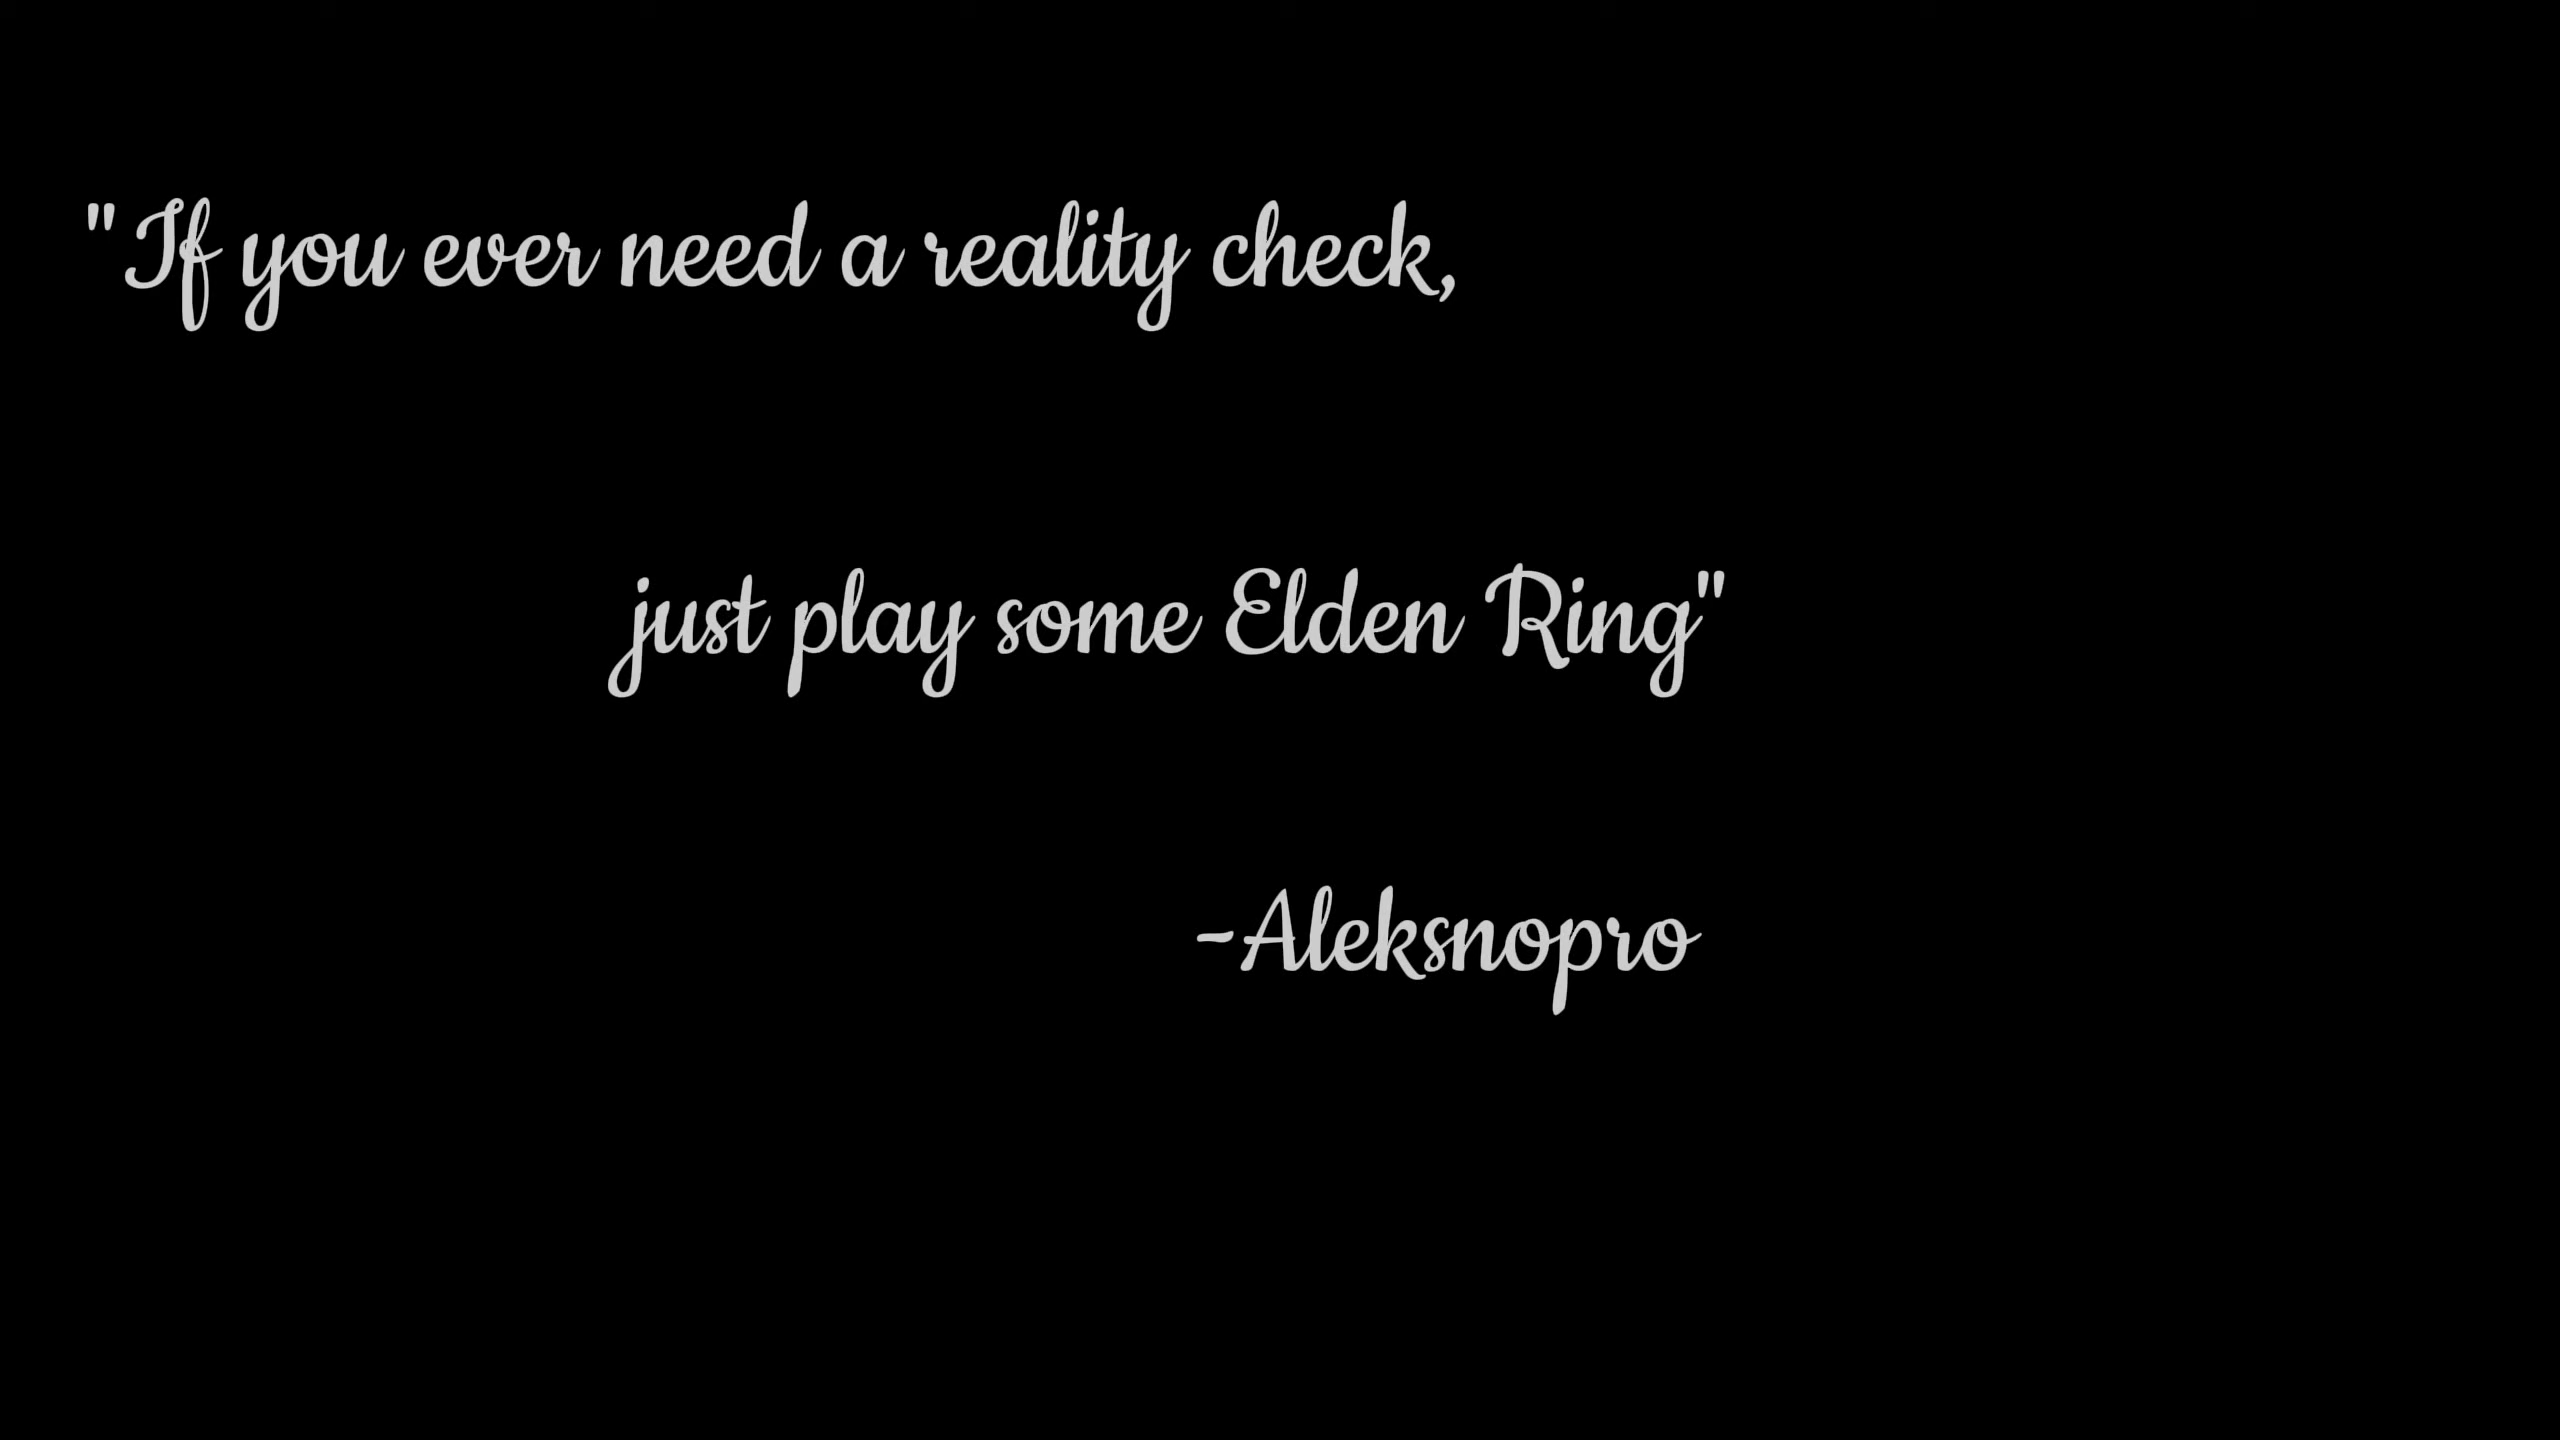 "If you ever need a reality check,
just play some Elden Ring"
-Aleksnopro